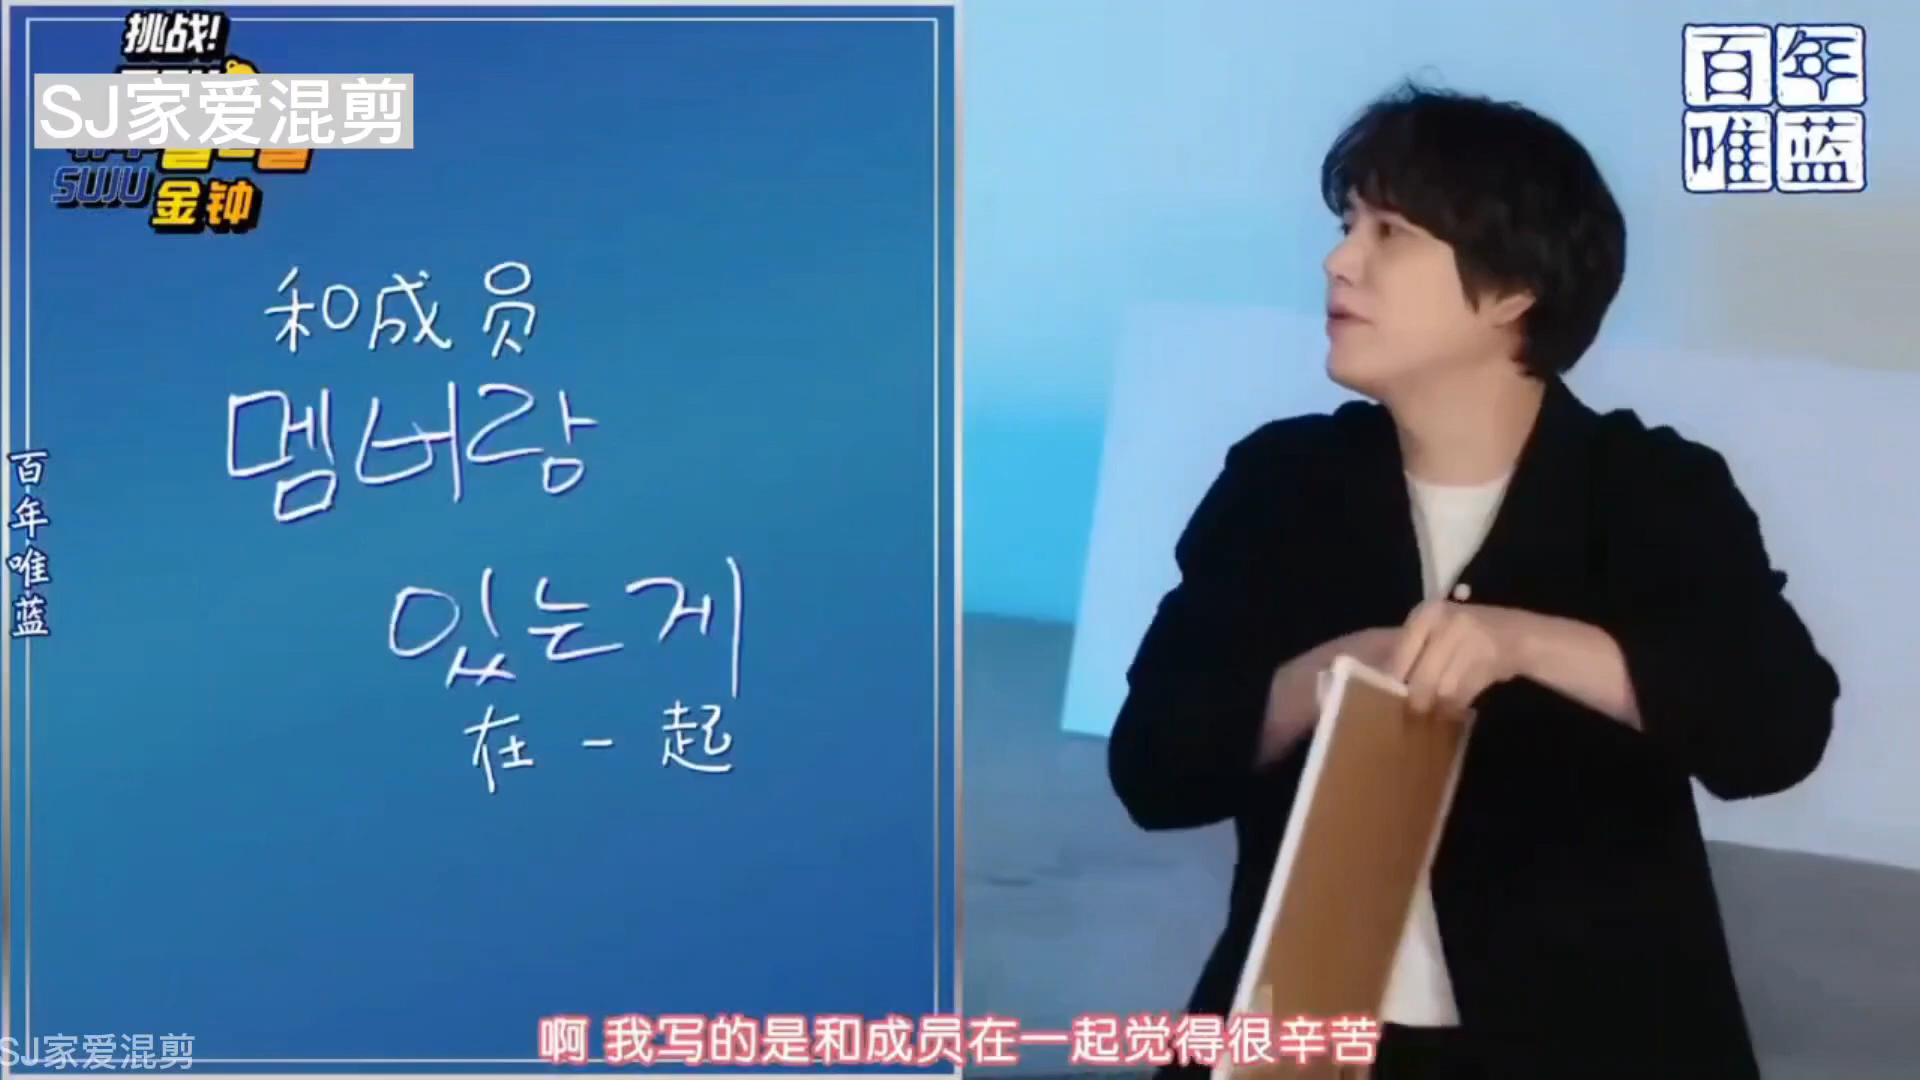 挑战!
SJ家爱混剪
SUJU 金钟
百年
唯蓝
和成员
멤버랑
있는게
在一起
百年唯蓝
啊 我写的是和成员在一起觉得很辛苦
SJ家爱混剪